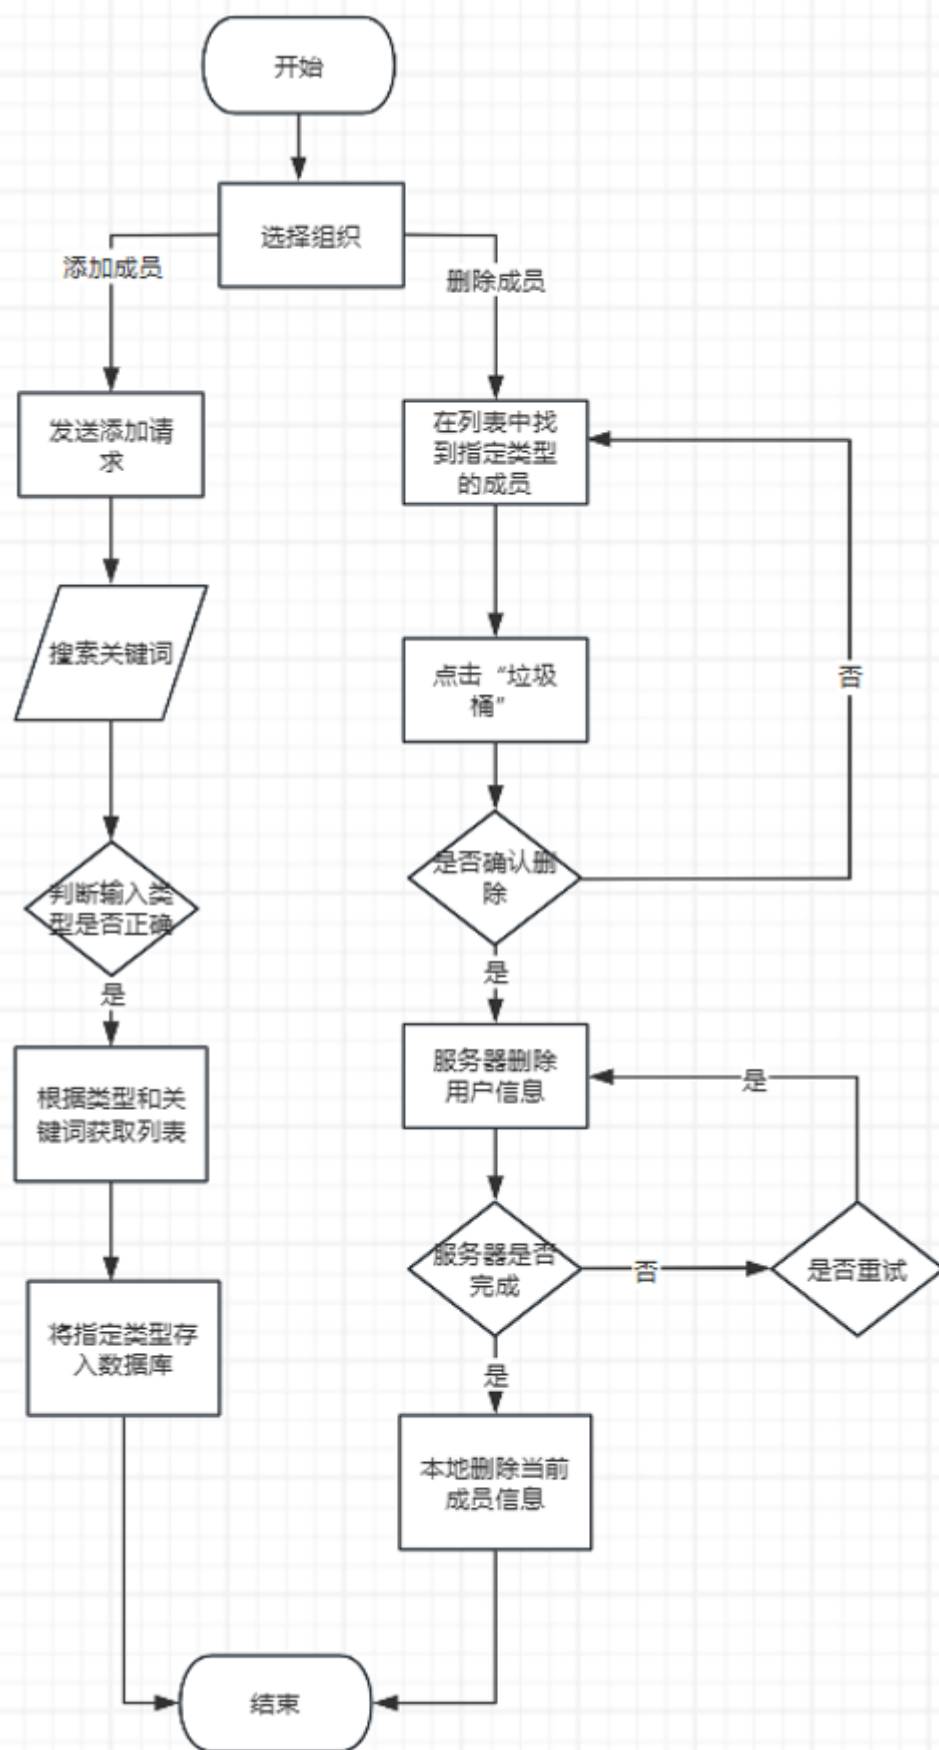 开始
选择组织
添加成员
删除成员
发送添加请
求
在列表中找
到指定类型
的成员
搜索关键词
点击“垃圾
桶”
否
判断输入类
型是否正确
是否确认删
除
是
是
根据类型和关
键词获取列表
服务器删除
用户信息
是
服务器是否
完成
否
是否重试
将指定类型存
入数据库
是
本地删除当前
成员信息
结束